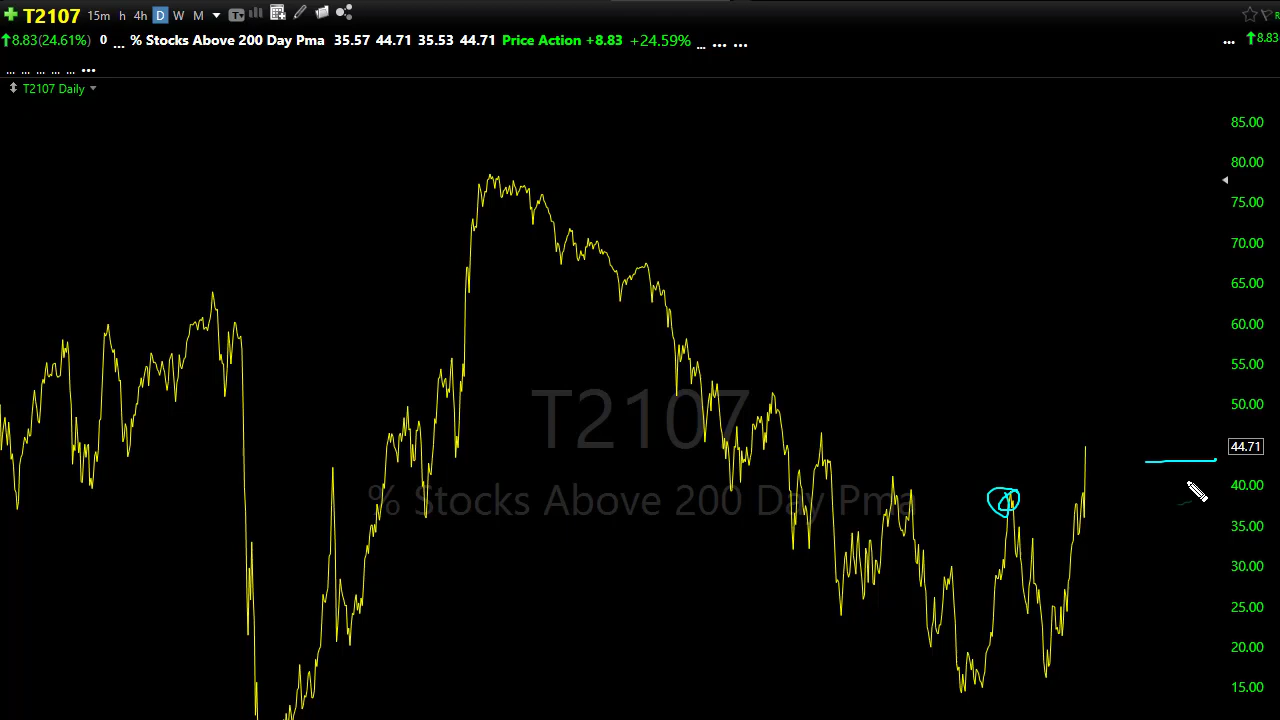 T2107 15m h 4h D W M
8.83(24.61%) 0 ... % Stocks Above 200 Day Pma 35.57 44.71 35.53 44.71 Price Action +8.83 +24.59% ... ... ... 8.83
... ... ... ... ... ...
T2107 Daily
85.00
80.00
75.00
70.00
65.00
60.00
55.00
50.00
44.71
40.00
35.00
30.00
25.00
20.00
15.00
T2107
% Stocks Above 200 Day Pma